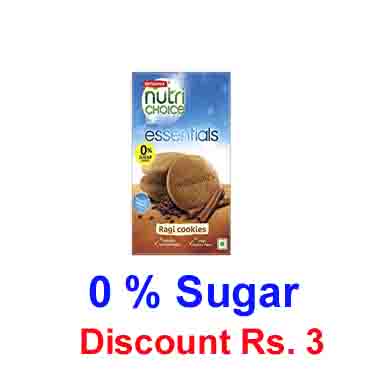 BRITANNIA
nutri
CHOICE
essentials
0%
SUGAR
Ragi cookies
0 % Sugar
Discount Rs. 3